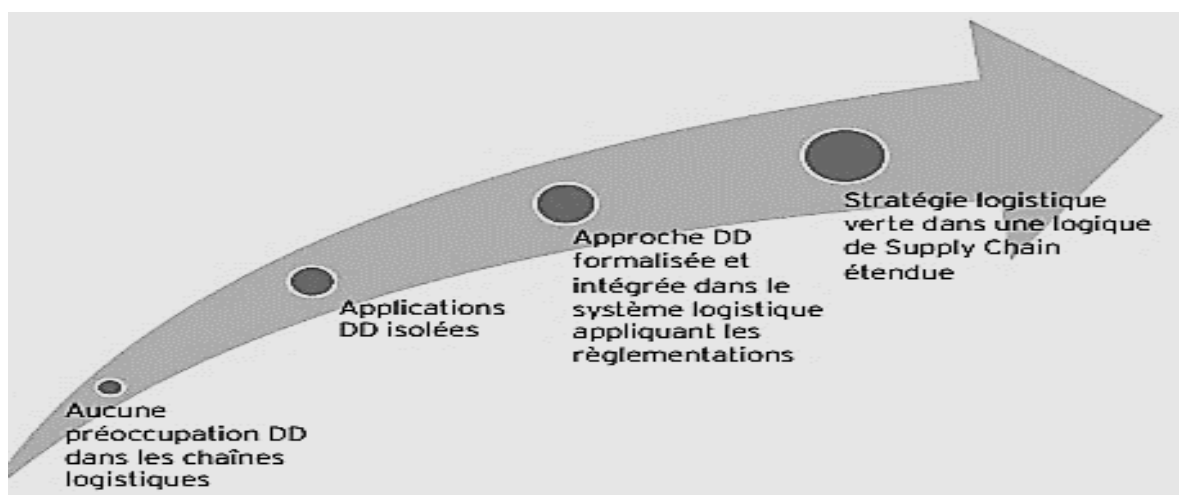 Aucune
préoccupation DD
dans les chaînes
logistiques
Applications
DD isolées
Approche DD
formalisée et
intégrée dans le
système logistique
appliquant les
règlementations
Stratégie logistique
verte dans une logique
de Supply Chain
étendue